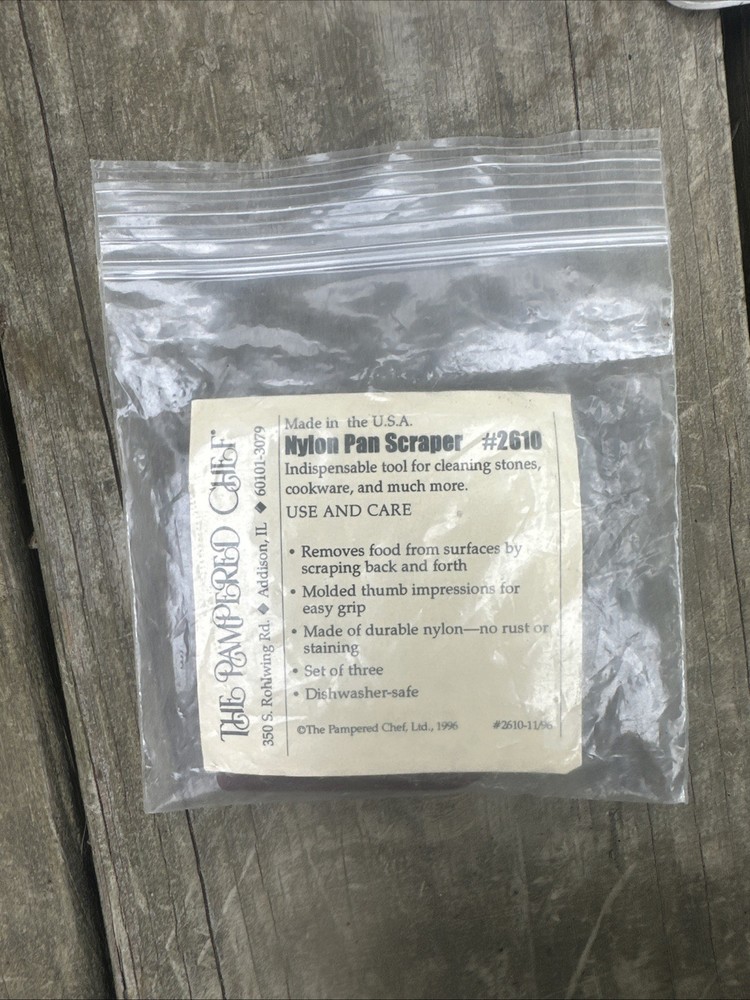 THE PAMPERED CHEF®
350 S. Rohlwing Rd. ◆ Addison, IL ◆ 60101-3079
Made in the U.S.A.
Nylon Pan Scraper #2610
Indispensable tool for cleaning stones,
cookware, and much more.
USE AND CARE
• Removes food from surfaces by
scraping back and forth
• Molded thumb impressions for
easy grip
• Made of durable nylon—no rust or
staining
• Set of three
• Dishwasher-safe
©The Pampered Chef, Ltd., 1996 #2610-11/96